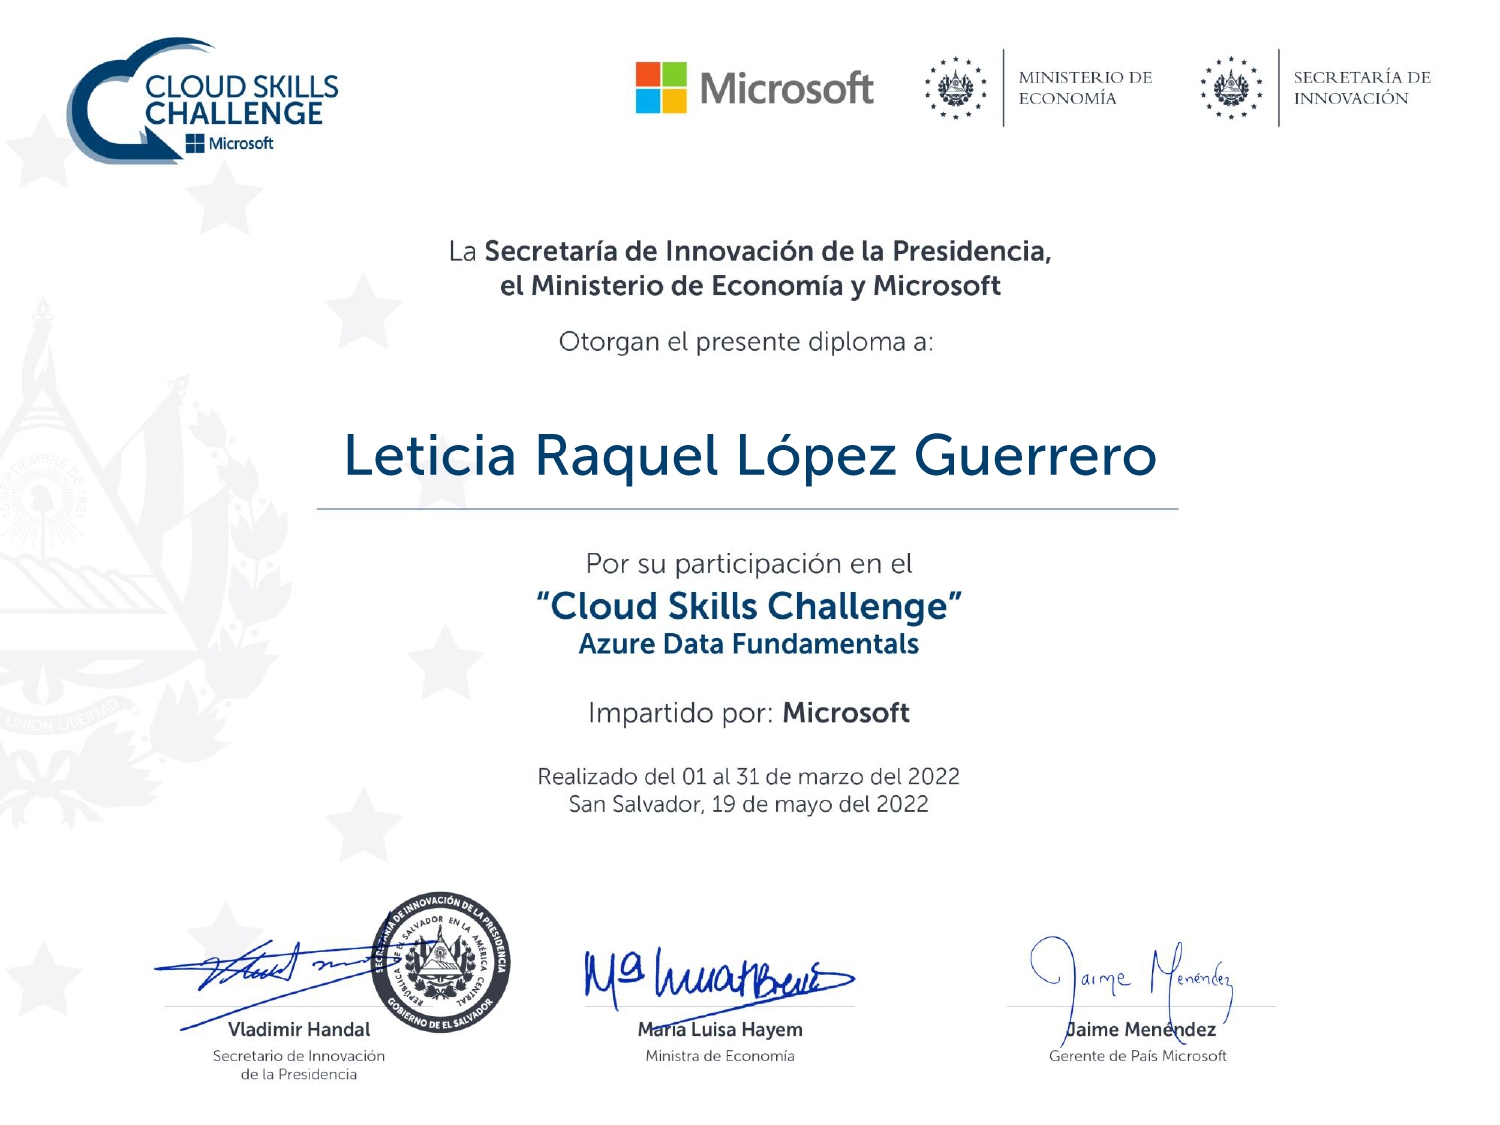 CLOUD SKILLS
CHALLENGE
Microsoft
Microsoft
MINISTERIO DE
ECONOMÍA
SECRETARÍA DE
INNOVACIÓN
La Secretaría de Innovación de la Presidencia,
el Ministerio de Economía y Microsoft
Otorgan el presente diploma a:
Leticia Raquel López Guerrero
Por su participación en el
“Cloud Skills Challenge”
Azure Data Fundamentals
Impartido por: Microsoft
Realizado del 01 al 31 de marzo del 2022
San Salvador, 19 de mayo del 2022
UNION LIBERTAD
SECRETARÍA DE INNOVACIÓN DE LA PRESIDENCIA
REPÚBLICA DE EL SALVADOR EN LA AMÉRICA CENTRAL
GOBIERNO DE EL SALVADOR
Jaime Menéndez
Vladimir Handal
Secretario de Innovación
de la Presidencia
María Luisa Hayem
Ministra de Economía
Jaime Menéndez
Gerente de País Microsoft